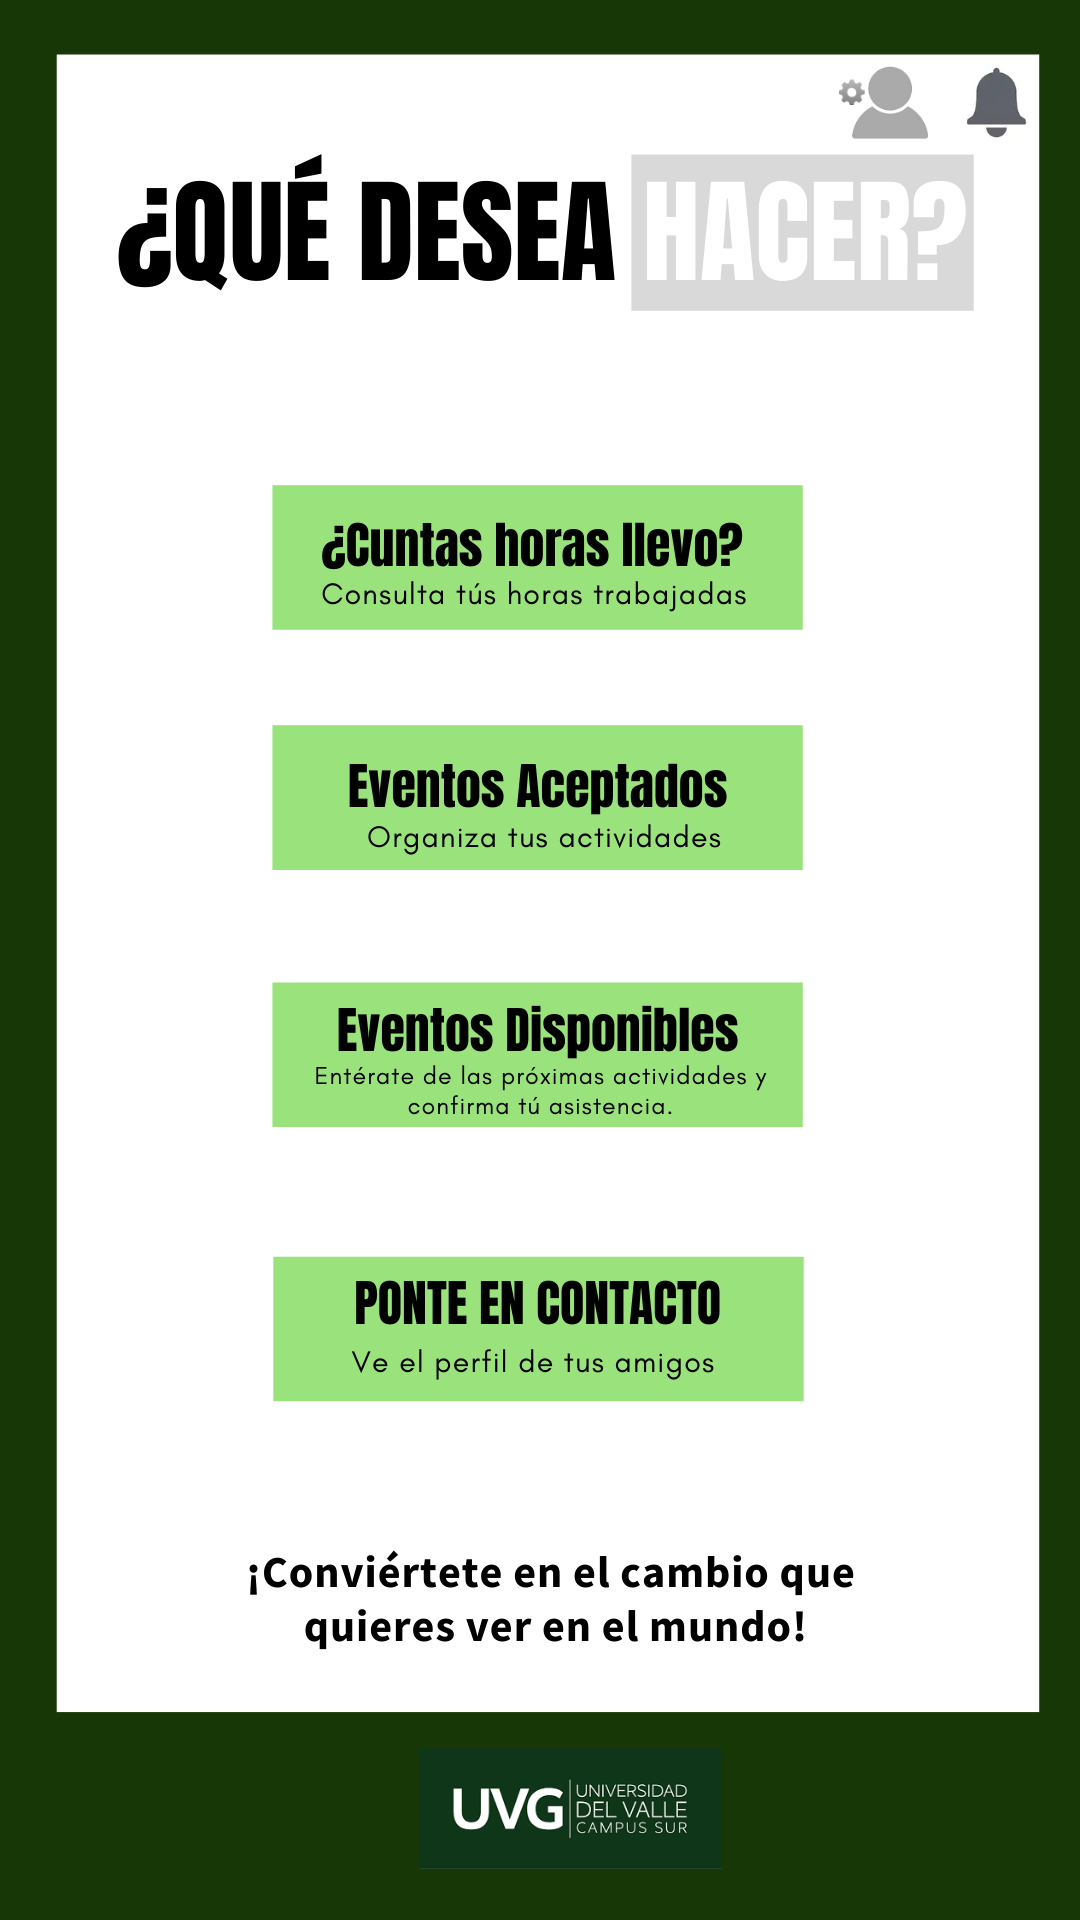 ¿QUÉ DESEA HACER?
¿Cuntas horas llevo?
Consulta tús horas trabajadas
Eventos Aceptados
Organiza tus actividades
Eventos Disponibles
Entérate de las próximas actividades y
confirma tú asistencia.
PONTE EN CONTACTO
Ve el perfil de tus amigos
¡Conviértete en el cambio que
quieres ver en el mundo!
UVG
UNIVERSIDAD
DEL VALLE
CAMPUS SUR